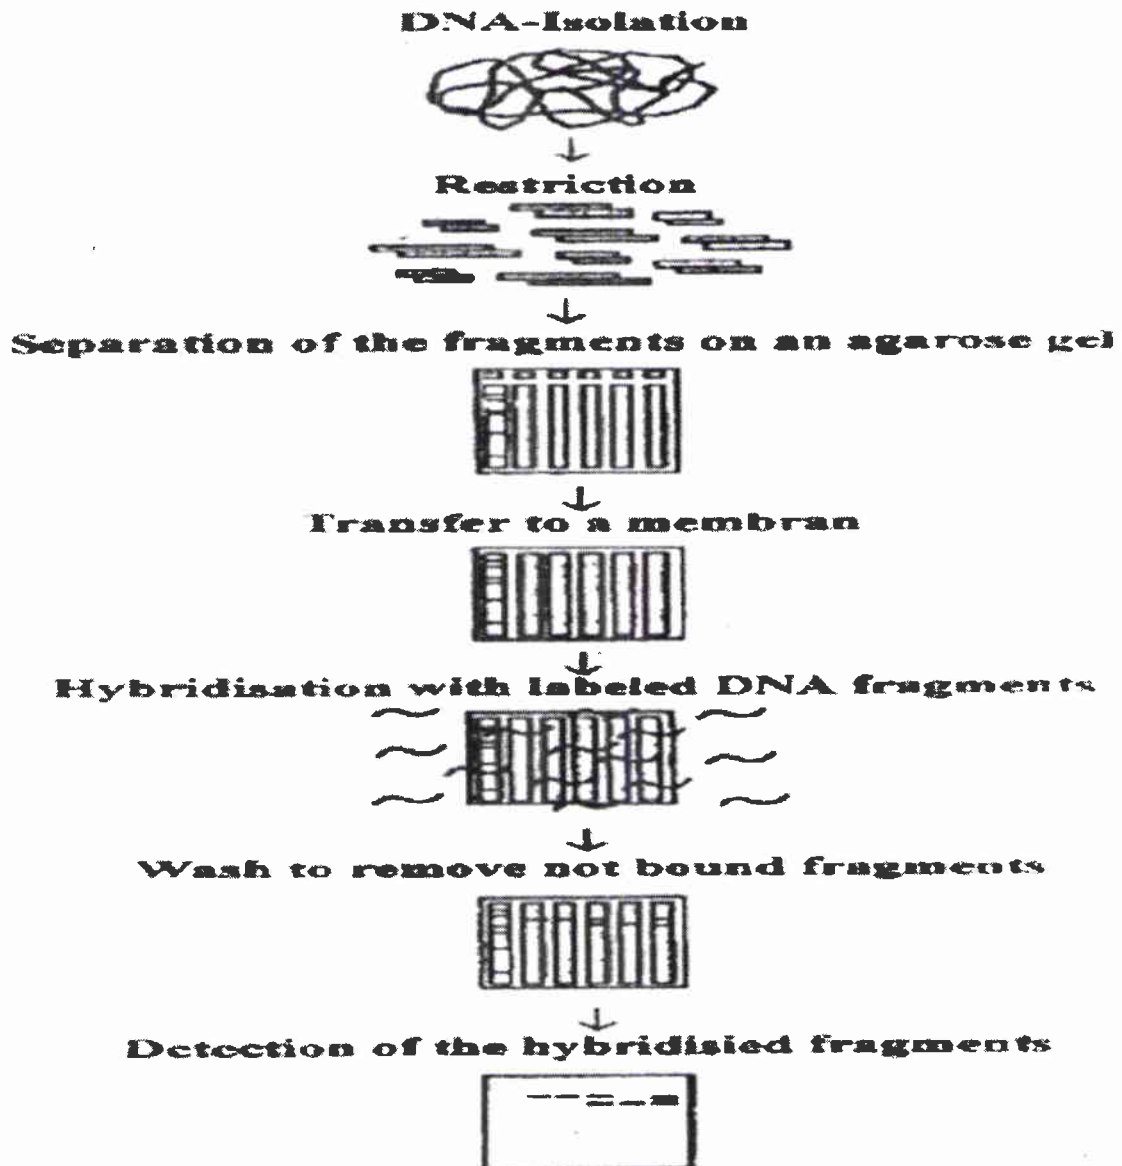 DNA-Isolation
Restriction
Separation of the fragments on an agarose gel
Transfer to a membran
Hybridisation with labeled DNA fragments
Wash to remove not bound fragments
Detection of the hybridisied fragments